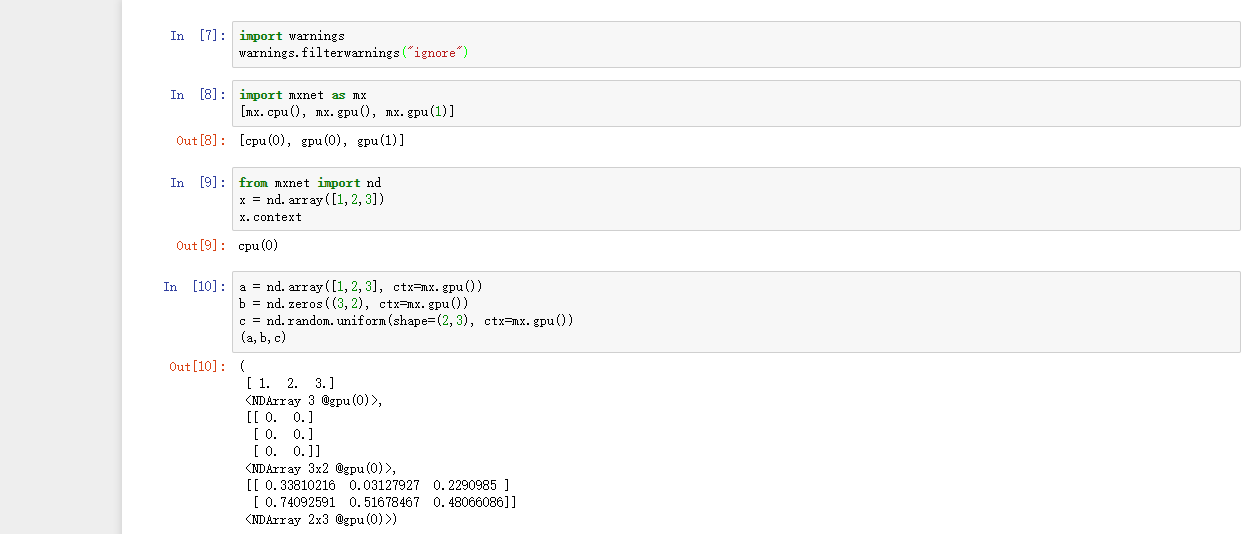 In [7]: import warnings
warnings.filterwarnings("ignore")
In [8]: import mxnet as mx
[mx.cpu(), mx.gpu(), mx.gpu(1)]
Out[8]: [cpu(0), gpu(0), gpu(1)]
In [9]: from mxnet import nd
x = nd.array([1,2,3])
x.context
Out[9]: cpu(0)
In [10]: a = nd.array([1,2,3], ctx=mx.gpu())
b = nd.zeros((3,2), ctx=mx.gpu())
c = nd.random.uniform(shape=(2,3), ctx=mx.gpu())
(a,b,c)
Out[10]: (
[ 1.  2.  3.]
<NDArray 3 @gpu(0)>,
[[ 0.  0.]
[ 0.  0.]
[ 0.  0.]]
<NDArray 3x2 @gpu(0)>,
[[ 0.33810216  0.03127927  0.2290985 ]
[ 0.74092591  0.51678467  0.48066086]]
<NDArray 2x3 @gpu(0)>)